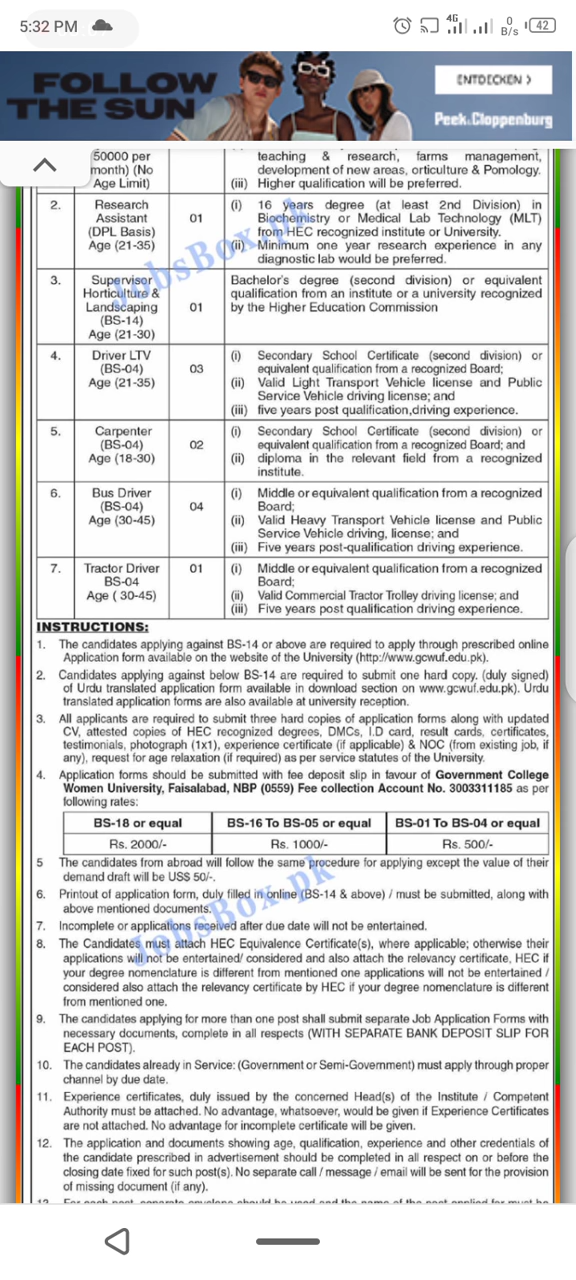 5:32 PM
4G
0
B/s
42
FOLLOW
THE SUN
ENTDECKEN >
Peek&Cloppenburg
50000 per
month) (No
Age Limit)
teaching & research, farms management,
development of new areas, orticulture & Pomology.
(iii) Higher qualification will be preferred.
2. Research
Assistant
(DPL Basis)
Age (21-35)
01
(i) 16 years degree (at least 2nd Division) in
Biochemistry or Medical Lab Technology (MLT)
from HEC recognized institute or University.
(ii) Minimum one year research experience in any
diagnostic lab would be preferred.
3. Supervisor
Horticulture &
Landscaping
(BS-14)
Age (21-30)
01
Bachelor's degree (second division) or equivalent
qualification from an institute or a university recognized
by the Higher Education Commission
4. Driver LTV
(BS-04)
Age (21-35)
03
(i) Secondary School Certificate (second division) or
equivalent qualification from a recognized Board;
(ii) Valid Light Transport Vehicle license and Public
Service Vehicle driving license; and
(iii) five years post qualification,driving experience.
5. Carpenter
(BS-04)
Age (18-30)
02
(i) Secondary School Certificate (second division) or
equivalent qualification from a recognized Board; and
(ii) diploma in the relevant field from a recognized
institute.
6. Bus Driver
(BS-04)
Age (30-45)
04
(i) Middle or equivalent qualification from a recognized
Board;
(ii) Valid Heavy Transport Vehicle license and Public
Service Vehicle driving, license; and
(iii) Five years post-qualification driving experience.
7. Tractor Driver
BS-04
Age ( 30-45)
01
(i) Middle or equivalent qualification from a recognized
Board;
(ii) Valid Commercial Tractor Trolley driving license; and
(iii) Five years post qualification driving experience.
JobsBox.pk
INSTRUCTIONS:
1. The candidates applying against BS-14 or above are required to apply through prescribed online
Application form available on the website of the University (http://www.gcwuf.edu.pk).
2. Candidates applying against below BS-14 are required to submit one hard copy. (duly signed)
of Urdu translated application form available in download section on www.gcwuf.edu.pk). Urdu
translated application forms are also available at university reception.
3. All applicants are required to submit three hard copies of application forms along with updated
CV, attested copies of HEC recognized degrees, DMCs, I.D card, result cards, certificates,
testimonials, photograph (1x1), experience certificate (if applicable) & NOC (from existing job, if
any), request for age relaxation (if required) as per service statutes of the University.
4. Application forms should be submitted with fee deposit slip in favour of Government College
Women University, Faisalabad, NBP (0559) Fee collection Account No. 3003311185 as per
following rates:
BS-18 or equal BS-16 To BS-05 or equal BS-01 To BS-04 or equal
Rs. 2000/- Rs. 1000/- Rs. 500/-
5 The candidates from abroad will follow the same procedure for applying except the value of their
demand draft will be US$ 50/-.
6. Printout of application form, duly filled in online (BS-14 & above) / must be submitted, along with
above mentioned documents.
7. Incomplete or applications received after due date will not be entertained.
8. The Candidates must attach HEC Equivalence Certificate(s), where applicable; otherwise their
applications will not be entertained/ considered and also attach the relevancy certificate, HEC if
your degree nomenclature is different from mentioned one applications will not be entertained /
considered also attach the relevancy certificate by HEC if your degree nomenclature is different
from mentioned one.
JobsBox.pk
9. The candidates applying for more than one post shall submit separate Job Application Forms with
necessary documents, complete in all respects (WITH SEPARATE BANK DEPOSIT SLIP FOR
EACH POST).
10. The candidates already in Service: (Government or Semi-Government) must apply through proper
channel by due date.
11. Experience certificates, duly issued by the concerned Head(s) of the Institute / Competent
Authority must be attached. No advantage, whatsoever, would be given if Experience Certificates
are not attached. No advantage for incomplete certificate will be given.
12. The application and documents showing age, qualification, experience and other credentials of
the candidate prescribed in advertisement should be completed in all respect on or before the
closing date fixed for such post(s). No separate call / message / email will be sent for the provision
of missing document (if any).
13. For each post, separate envelope should be used and the name of the post applied for must be